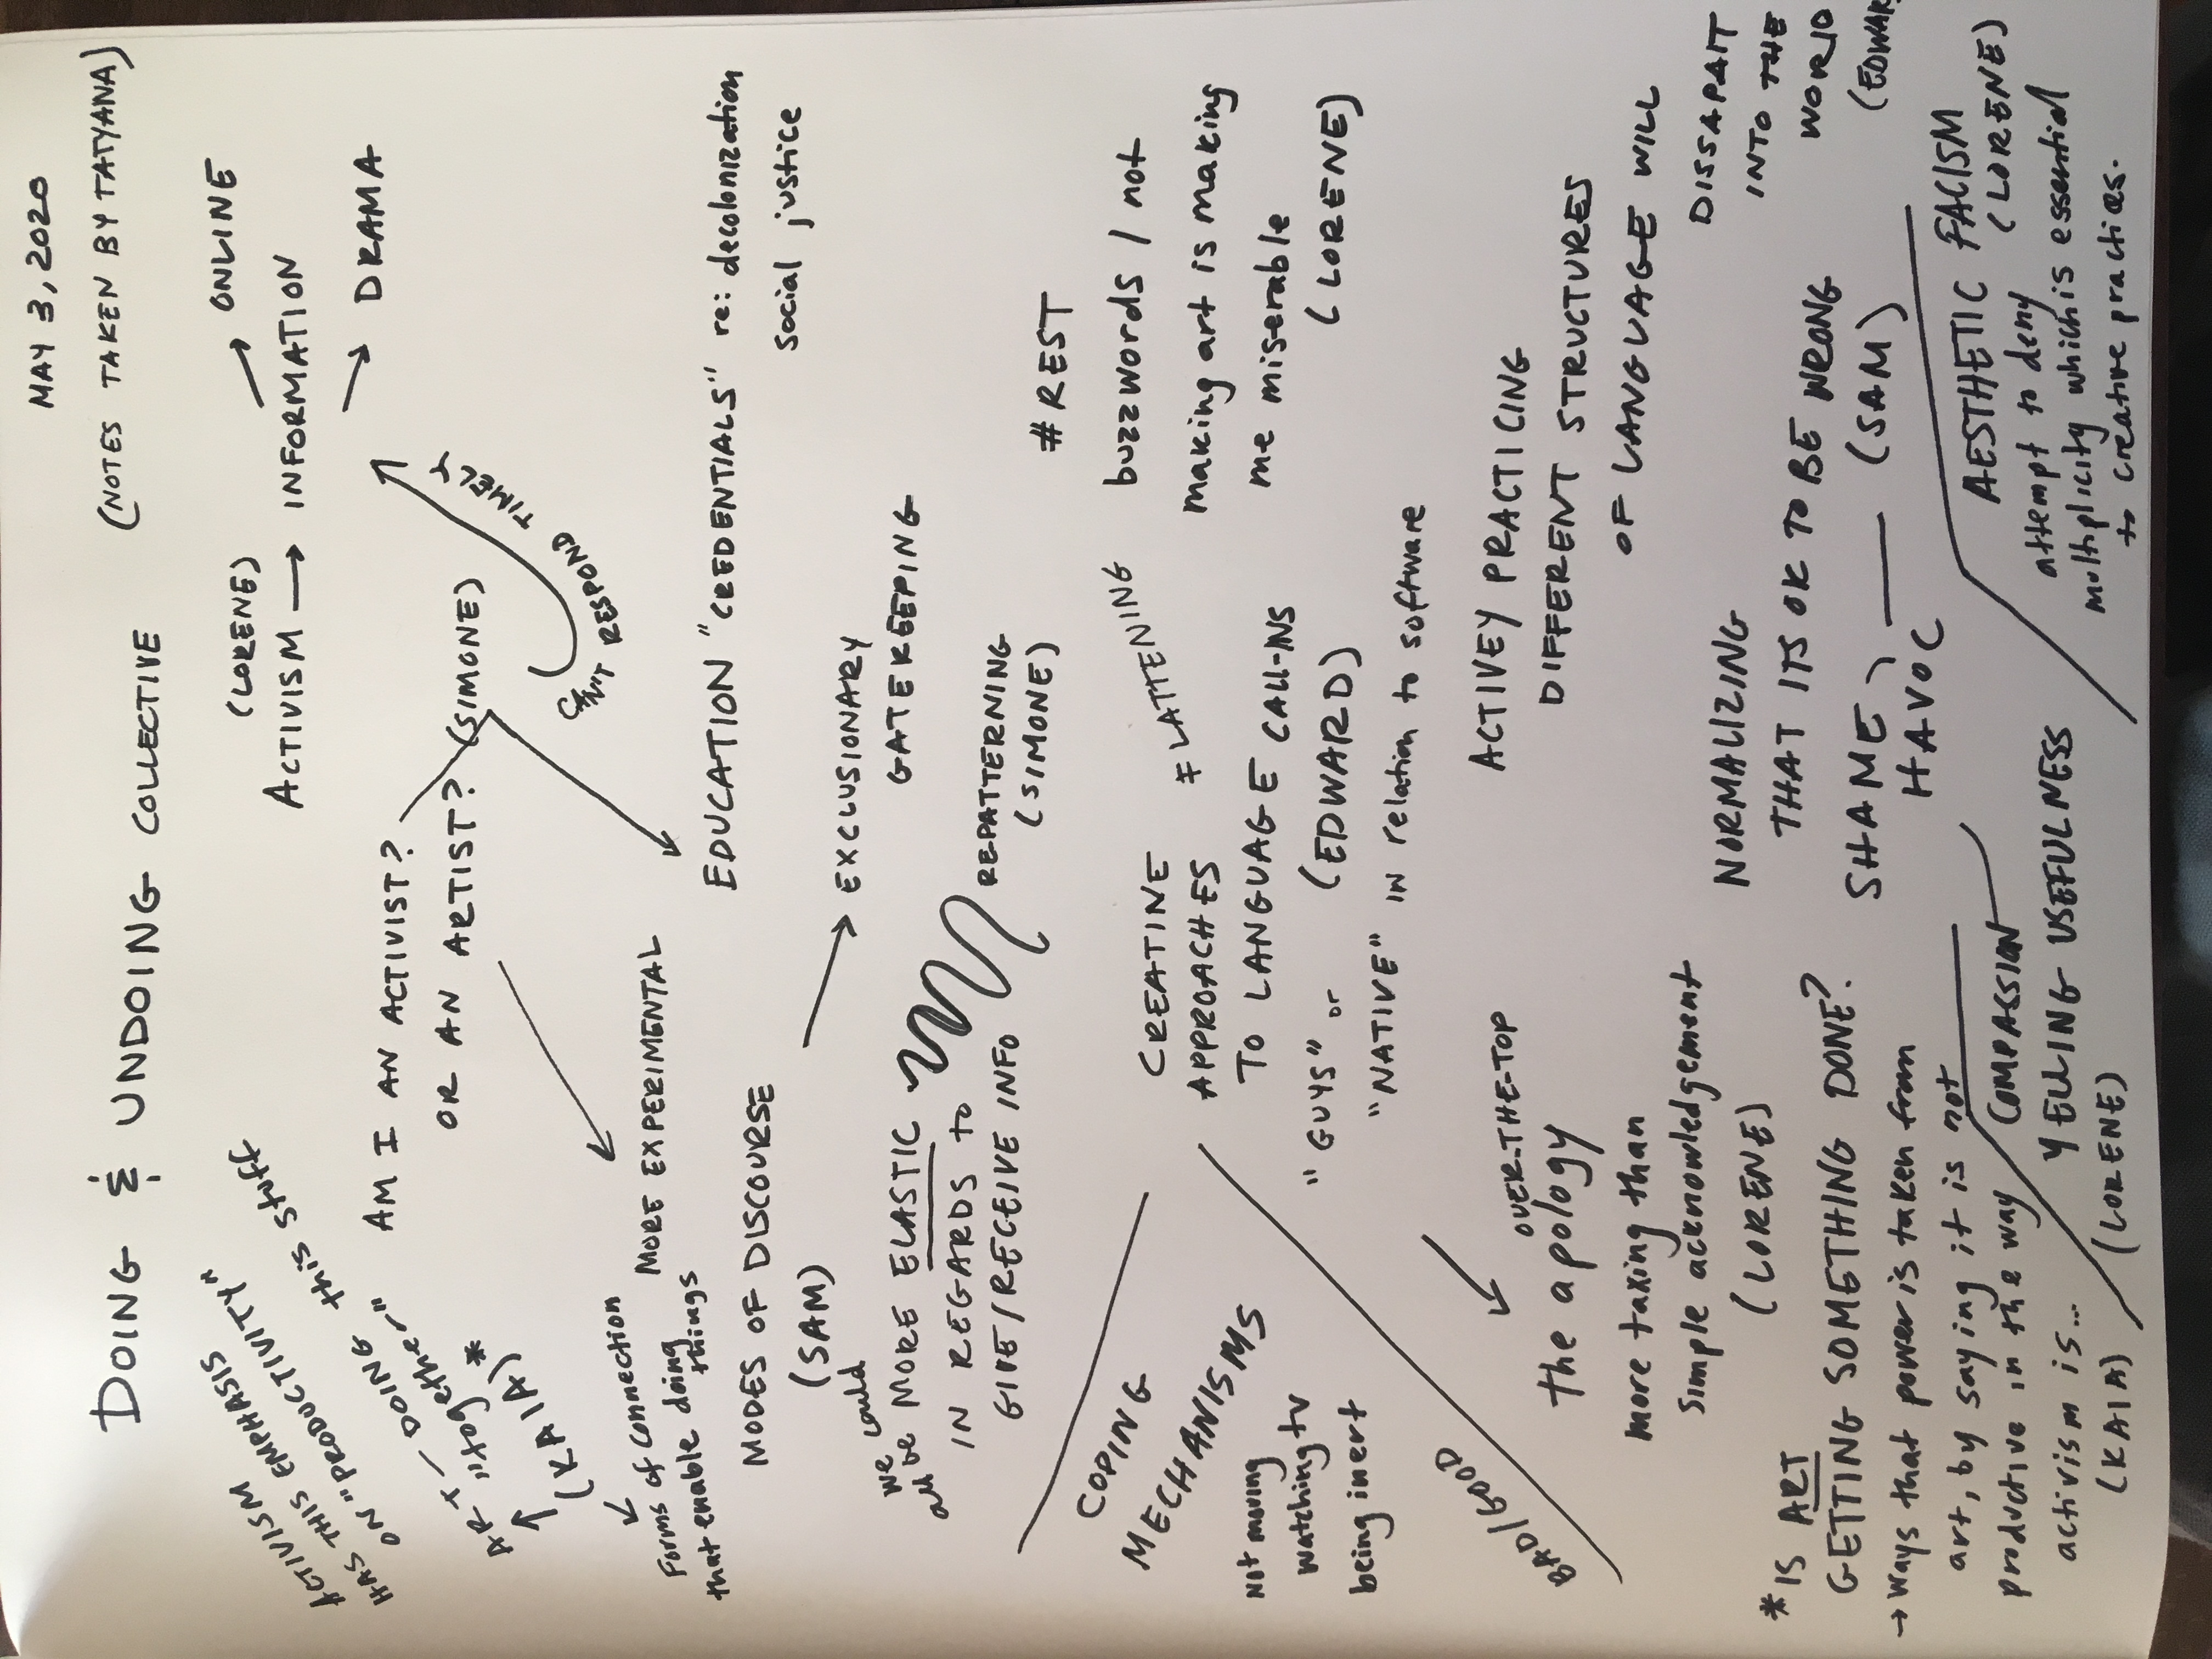 MAY 3, 2020
(NOTES TAKEN BY TATYANA)
DOING & UNDOING COLLECTIVE
ACTIVISM
HAS THIS EMPHASIS
ON "PRODUCTIVITY"
ART — DOING this stuff
"together"
(KAIA)*
Forms of connection
that enable doing
things
(LORENE)
ACTIVISM → INFORMATION
→ ONLINE
→ DRAMA
AM I AN ACTIVIST?
OR AN ARTIST? (SIMONE)
CAN'T RESPOND TIMELY
MORE EXPERIMENTAL
EDUCATION "CREDENTIALS" re: decolonization
social justice
MODES OF DISCOURSE
(SAM)
EXCLUSIONARY
GATEKEEPING
we could
all be MORE ELASTIC
IN REGARDS to
GIVE/RECEIVE INFO
REPATTERNING
(SIMONE)
COPING
MECHANISMS
Not moving
watching tv
being inert
BAD/GOOD
CREATINE
APPROACHES
TO LANGUAGE
FLATTENING
CALL-INS
(EDWARD)
"GUYS" or
"NATIVE" IN relation to software
#REST
buzzwords / not
making art is making
me miserable
(LORENE)
OVER-THE-TOP
the apology
more taxing than
simple acknowledgement
(LORENE)
ACTIVEY PRACTICING
DIFFERENT STRUCTURES
OF LANGUAGE WILL
DISSAPAIT
INTO THE
WORLD
(EDWAR
NORMALIZING
THAT ITS OK TO BE WRONG
SHAME, — (SAM)
HAVOC
*IS ART
GETTING SOMETHING DONE?
→ Ways that power is taken from
art, by saying it is not
productive in the way
activism is...
(KAIA)
COMPASSION
YELLING USEFULNESS
(LORENE)
AESTHETIC FACISM
(LORENE)
attempt to deny
multiplicity which is essential
to creative practices.